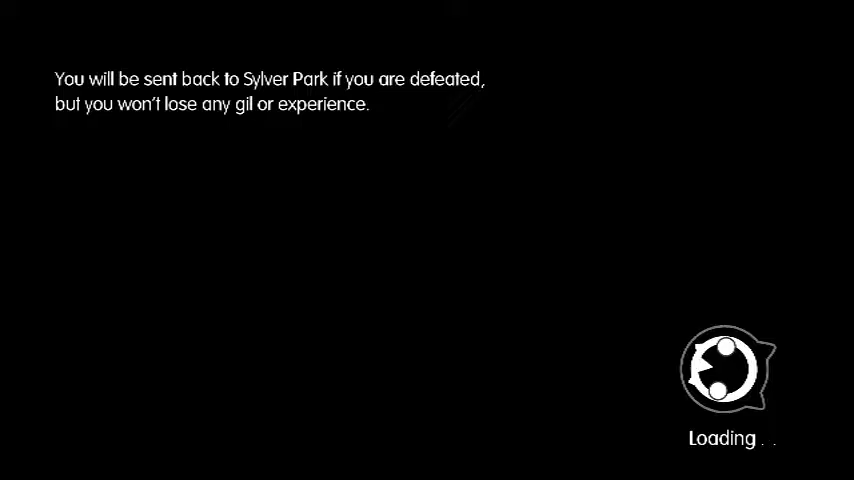 You will be sent back to Sylver Park if you are defeated,
but you won't lose any gil or experience.
Loading . .